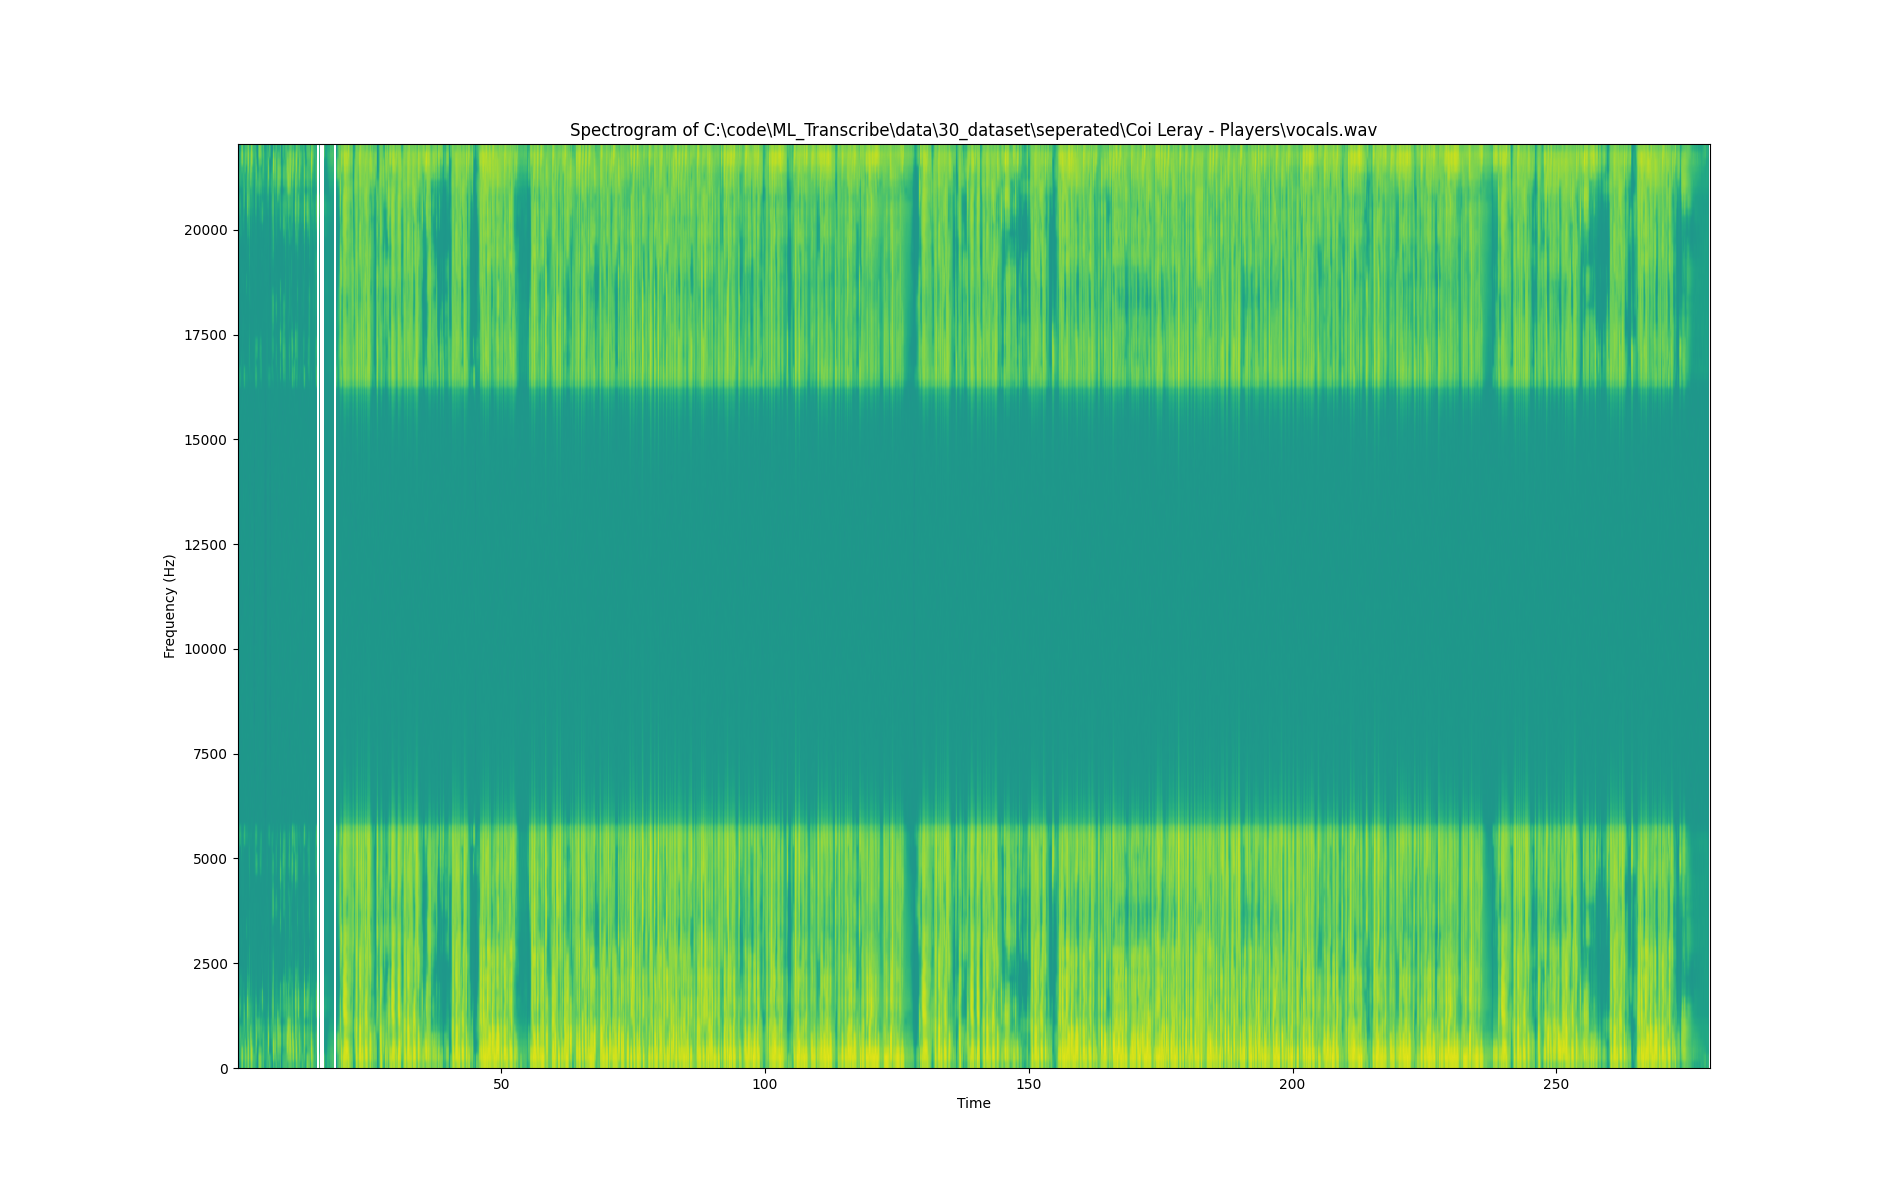 Spectrogram of C:\code\ML_Transcribe\data\30_dataset\seperated\Coi Leray - Players\vocals.wav
20000
17500
15000
12500
10000
7500
5000
2500
0
Frequency (Hz)
50 100 150 200 250
Time